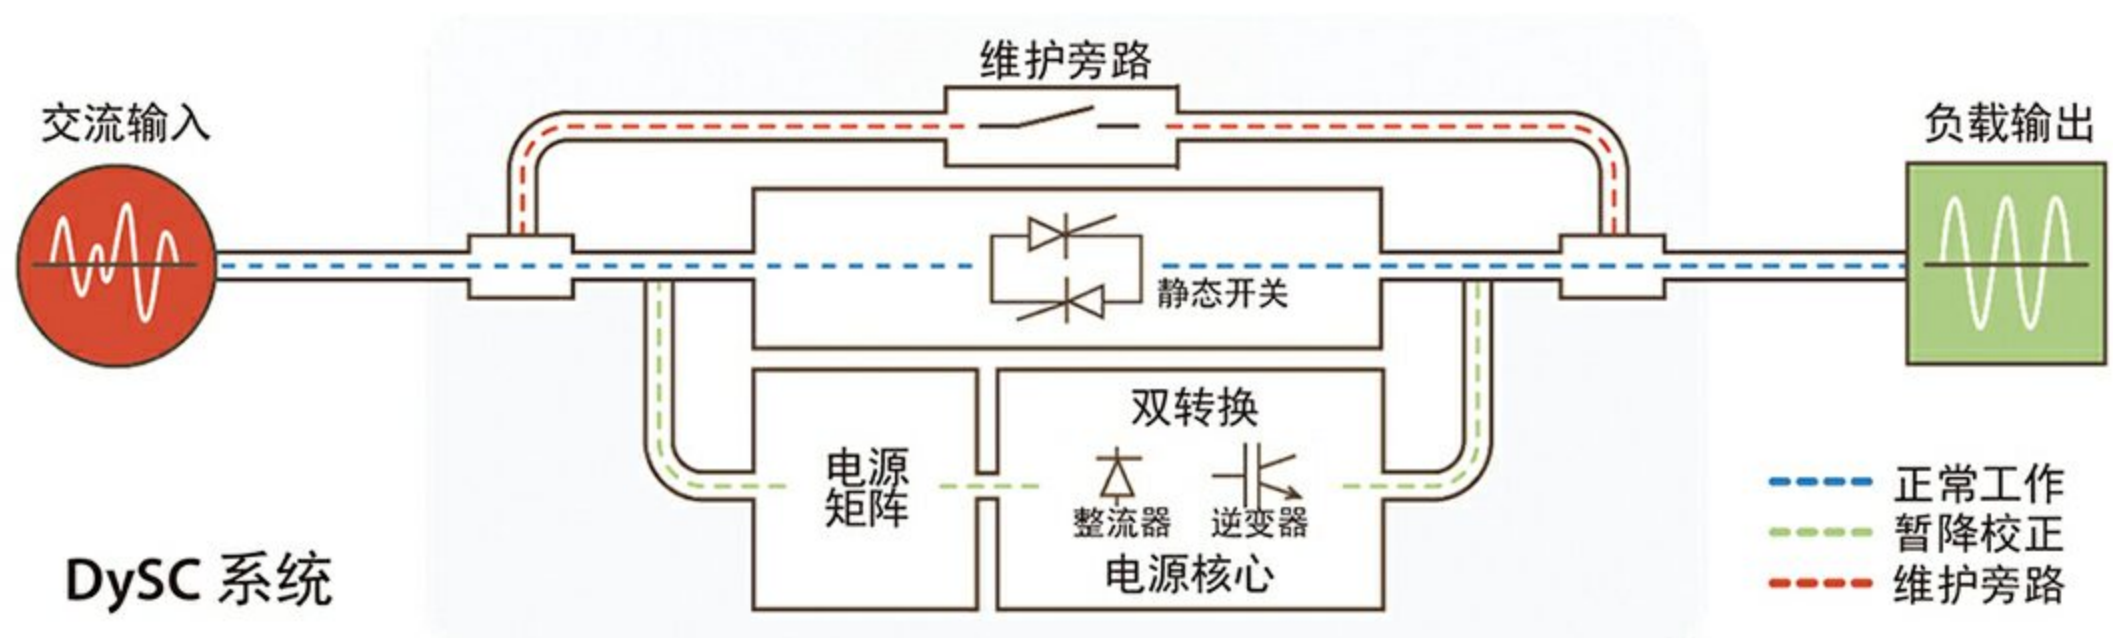 维护旁路
交流输入
负载输出
静态开关
双转换
电源
矩阵
整流器
逆变器
电源核心
正常工作
暂降校正
维护旁路
DySC 系统